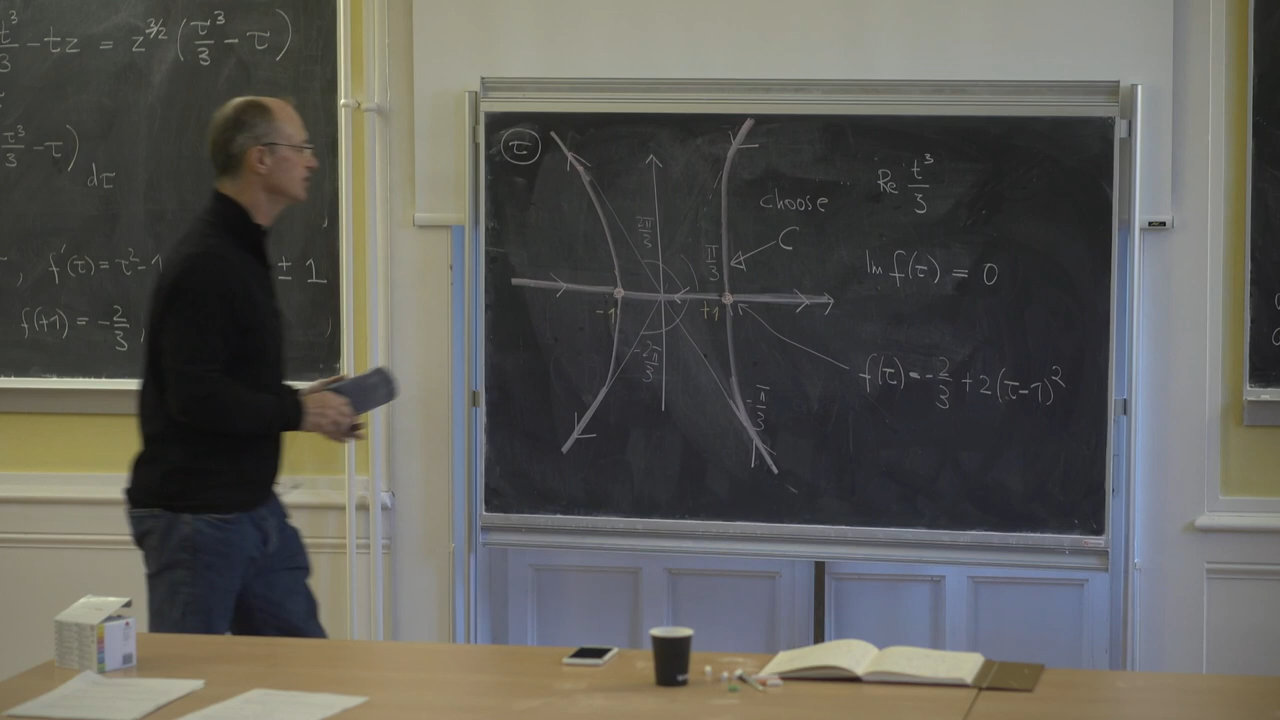 t³/3 - tz = z^3/2 (τ³/3 - τ)
τ³/3 - τ) dτ
, f'(τ) = τ² - 1 ± 1
f(+1) = -2/3,
τ
choose
C
2π/3
π/3
-1
+1
-2π/3
-π/3
Re t³/3
Im f(τ) = 0
f(τ) = -2/3 + 2(τ-1)²